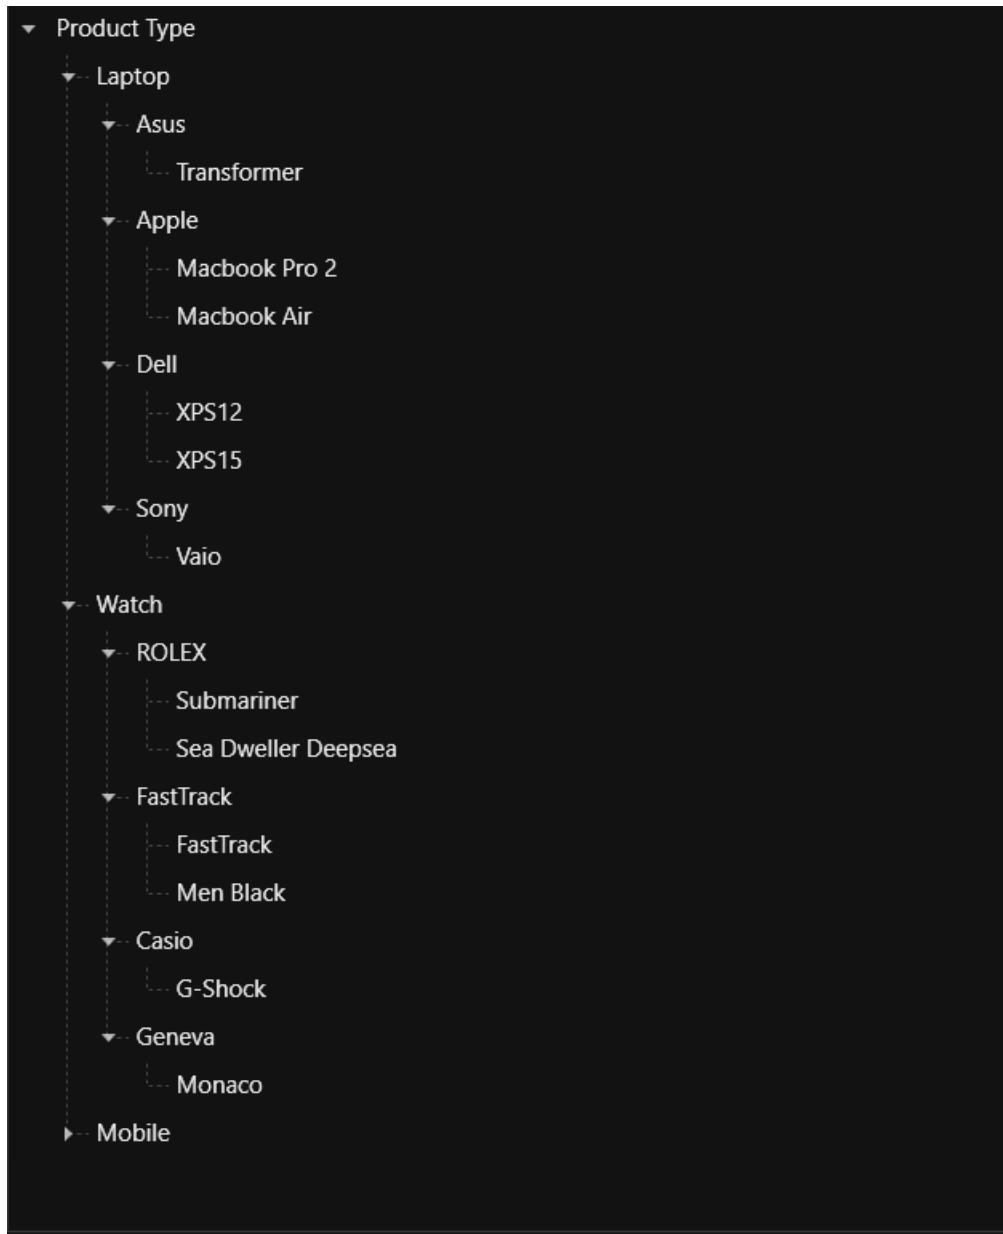 Product Type
Laptop
Asus
Transformer
Apple
Macbook Pro 2
Macbook Air
Dell
XPS12
XPS15
Sony
Vaio
Watch
ROLEX
Submariner
Sea Dweller Deepsea
FastTrack
FastTrack
Men Black
Casio
G-Shock
Geneva
Monaco
Mobile